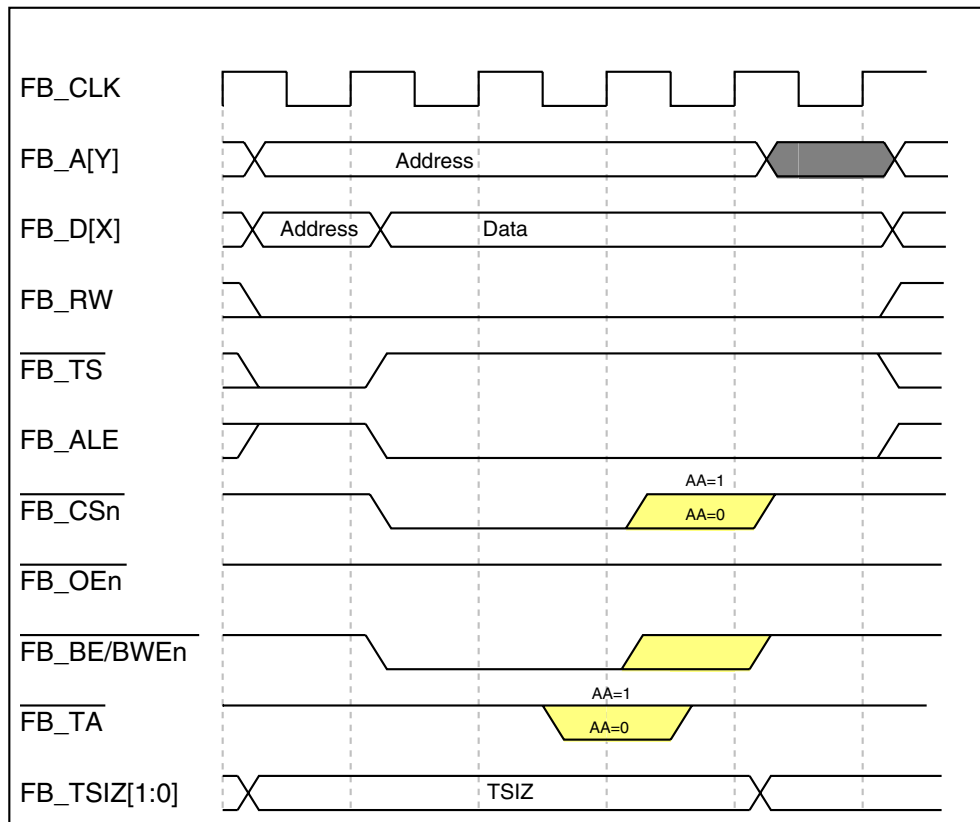 FB_CLK
FB_A[Y]
Address
FB_D[X]
Address
Data
FB_RW
FB_TS
FB_ALE
FB_CSn
AA=1
AA=0
FB_OEn
FB_BE/BWEn
FB_TA
AA=1
AA=0
FB_TSIZ[1:0]
TSIZ